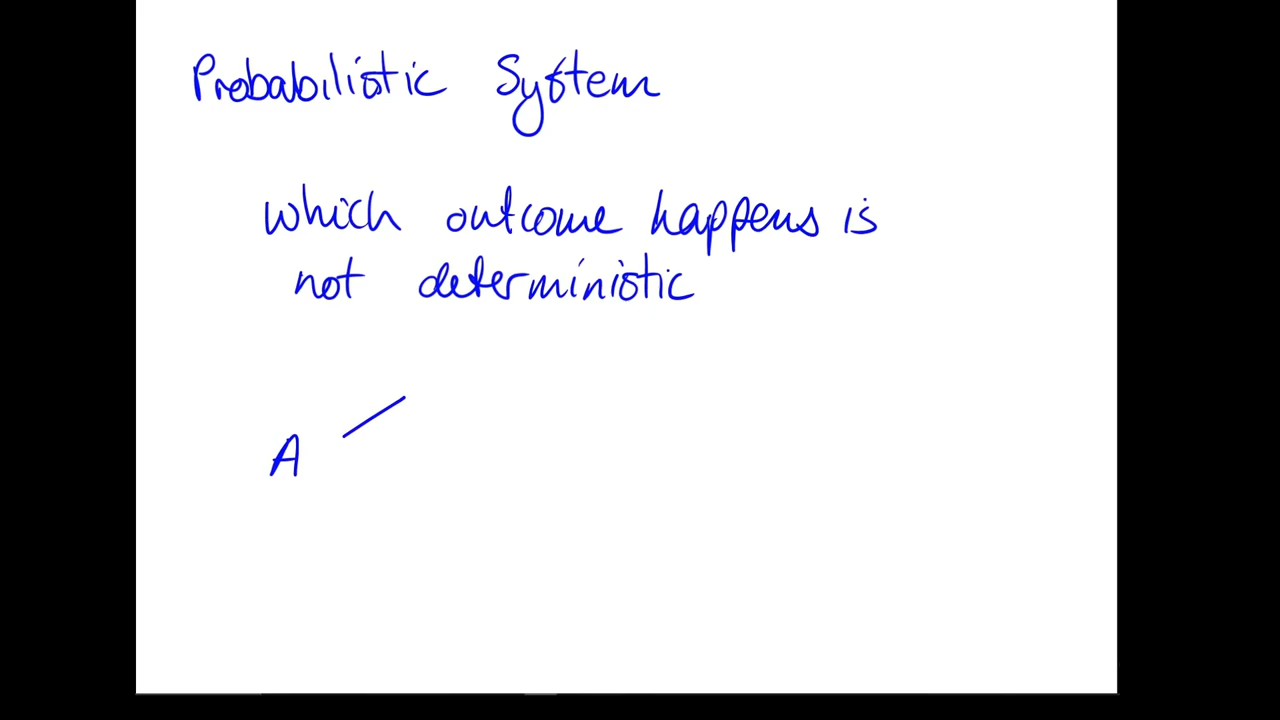 Probabilistic System
which outcome happens is
not deterministic
A